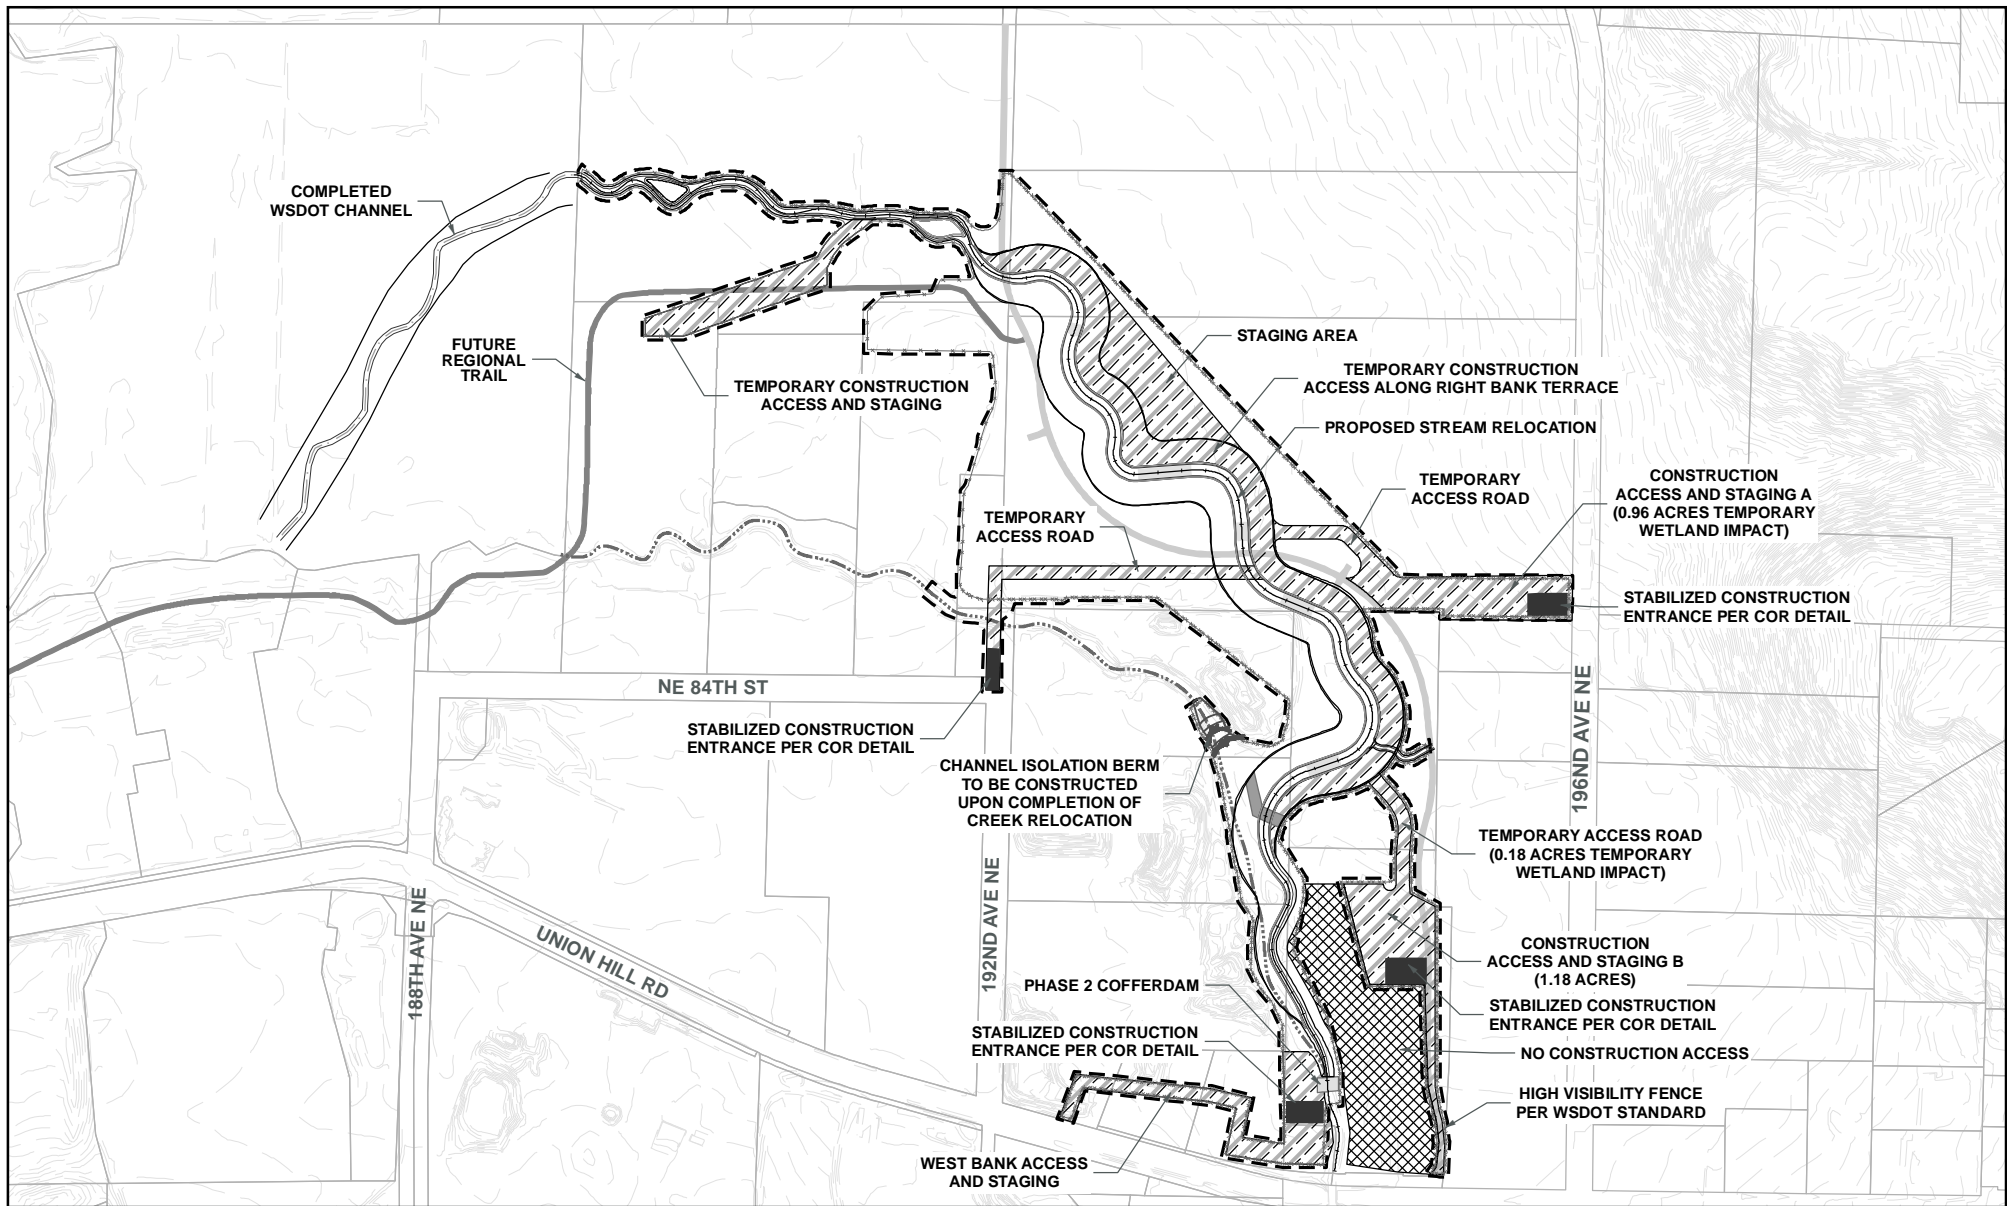 COMPLETED
WSDOT CHANNEL
FUTURE
REGIONAL
TRAIL
TEMPORARY CONSTRUCTION
ACCESS AND STAGING
STAGING AREA
TEMPORARY CONSTRUCTION
ACCESS ALONG RIGHT BANK TERRACE
PROPOSED STREAM RELOCATION
TEMPORARY
ACCESS ROAD
CONSTRUCTION
ACCESS AND STAGING A
(0.96 ACRES TEMPORARY
WETLAND IMPACT)
TEMPORARY
ACCESS ROAD
STABILIZED CONSTRUCTION
ENTRANCE PER COR DETAIL
NE 84TH ST
196ND AVE NE
STABILIZED CONSTRUCTION
ENTRANCE PER COR DETAIL
CHANNEL ISOLATION BERM
TO BE CONSTRUCTED
UPON COMPLETION OF
CREEK RELOCATION
TEMPORARY ACCESS ROAD
(0.18 ACRES TEMPORARY
WETLAND IMPACT)
188TH AVE NE
UNION HILL RD
192ND AVE NE
CONSTRUCTION
ACCESS AND STAGING B
(1.18 ACRES)
PHASE 2 COFFERDAM
STABILIZED CONSTRUCTION
ENTRANCE PER COR DETAIL
STABILIZED CONSTRUCTION
ENTRANCE PER COR DETAIL
NO CONSTRUCTION ACCESS
HIGH VISIBILITY FENCE
PER WSDOT STANDARD
WEST BANK ACCESS
AND STAGING